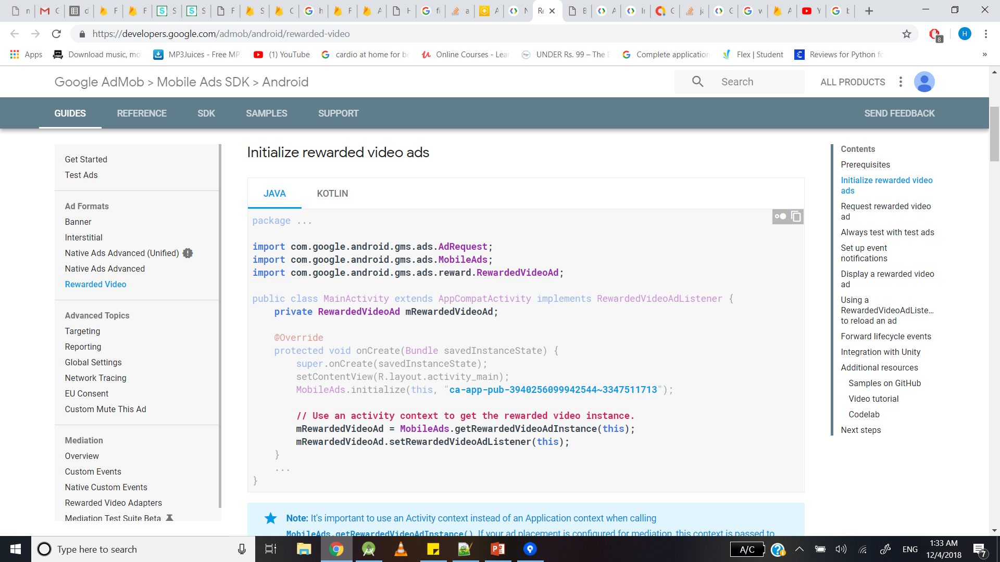 https://developers.google.com/admob/android/rewarded-video
8
H
Apps
Download music, mo
MP3Juices - Free MP3
(1) YouTube
cardio at home for be
Online Courses - Lear
UNDER Rs. 99 – The E
Complete application
Flex | Student
Reviews for Python fo
»
Google AdMob > Mobile Ads SDK > Android
Search
ALL PRODUCTS
GUIDES
REFERENCE
SDK
SAMPLES
SUPPORT
SEND FEEDBACK
Get Started
Test Ads
Ad Formats
Banner
Interstitial
Native Ads Advanced (Unified)
Native Ads Advanced
Rewarded Video
Advanced Topics
Targeting
Reporting
Global Settings
Network Tracing
EU Consent
Custom Mute This Ad
Mediation
Overview
Custom Events
Native Custom Events
Rewarded Video Adapters
Mediation Test Suite Beta
Initialize rewarded video ads
JAVA
KOTLIN
package ...
import com.google.android.gms.ads.AdRequest;
import com.google.android.gms.ads.MobileAds;
import com.google.android.gms.ads.reward.RewardedVideoAd;
public class MainActivity extends AppCompatActivity implements RewardedVideoAdListener {
private RewardedVideoAd mRewardedVideoAd;
@Override
protected void onCreate(Bundle savedInstanceState) {
super.onCreate(savedInstanceState);
setContentView(R.layout.activity_main);
MobileAds.initialize(this, "ca-app-pub-3940256099942544~3347511713");
// Use an activity context to get the rewarded video instance.
mRewardedVideoAd = MobileAds.getRewardedVideoAdInstance(this);
mRewardedVideoAd.setRewardedVideoAdListener(this);
}
...
}
Note: It's important to use an Activity context instead of an Application context when calling
MobileAds.getRewardedVideoAdInstance(). If your ad placement is configured for mediation, this context is passed to
Contents
Prerequisites
Initialize rewarded video
ads
Request rewarded video
ad
Always test with test ads
Set up event
notifications
Display a rewarded video
ad
Using a
RewardedVideoAdListe...
to reload an ad
Forward lifecycle events
Integration with Unity
Additional resources
Samples on GitHub
Video tutorial
Codelab
Next steps
Type here to search
A/C
ENG
1:33 AM
12/4/2018
7